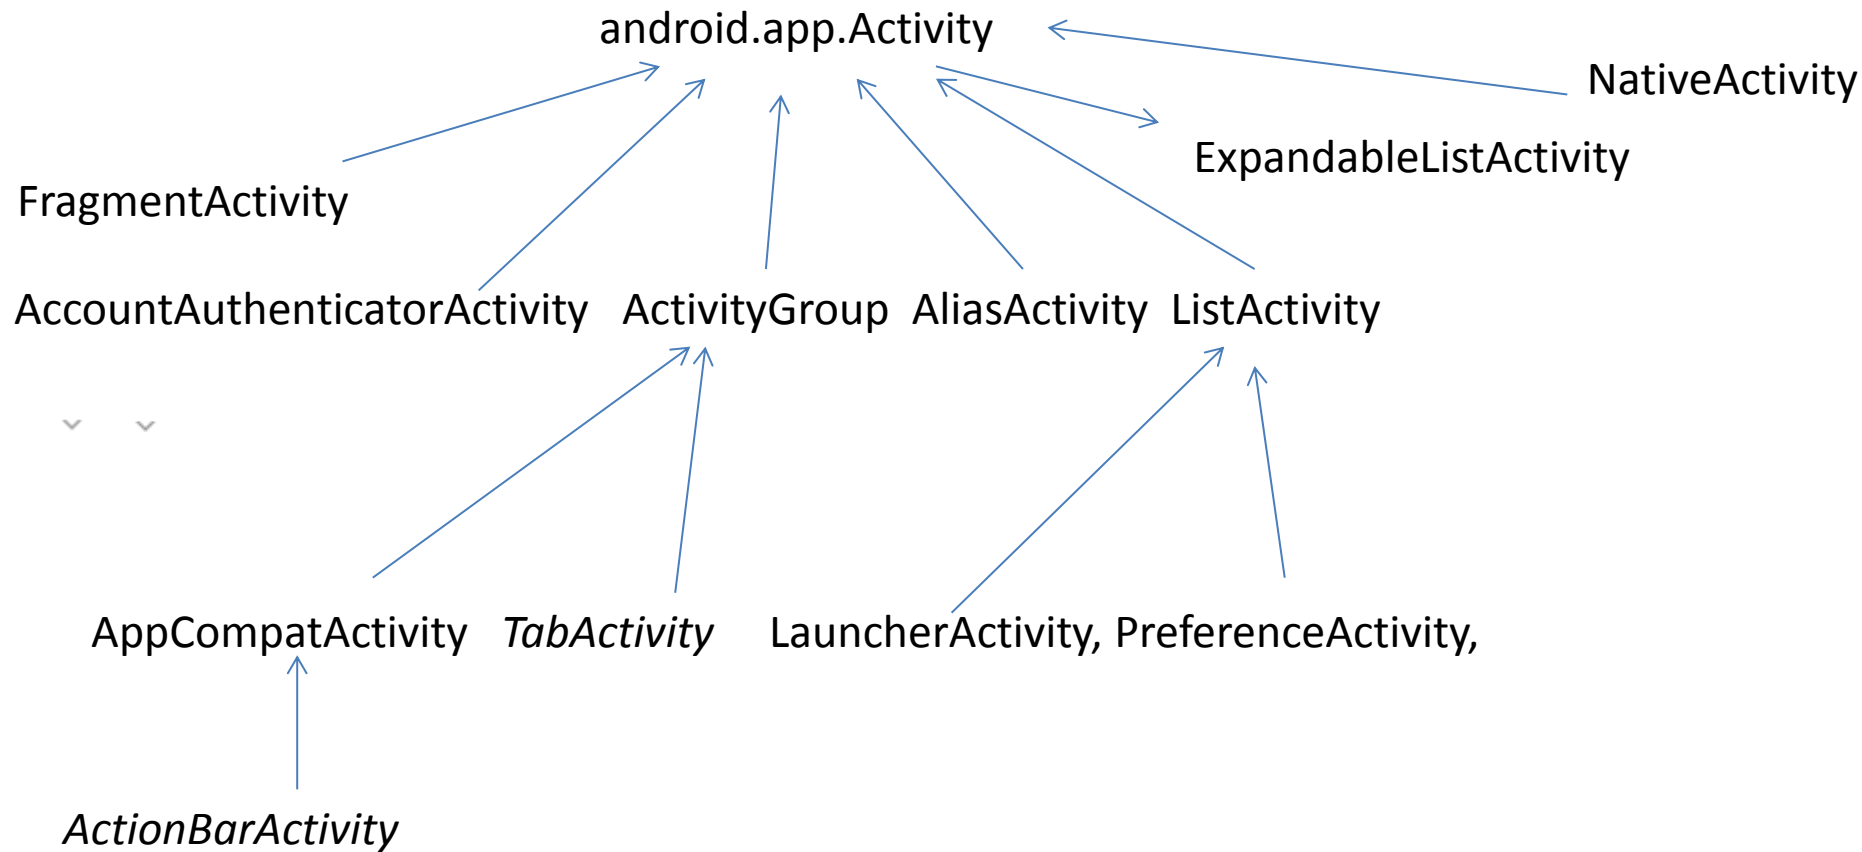 android.app.Activity
NativeActivity
ExpandableListActivity
FragmentActivity
AccountAuthenticatorActivity ActivityGroup AliasActivity ListActivity
AppCompatActivity TabActivity LauncherActivity, PreferenceActivity,
ActionBarActivity